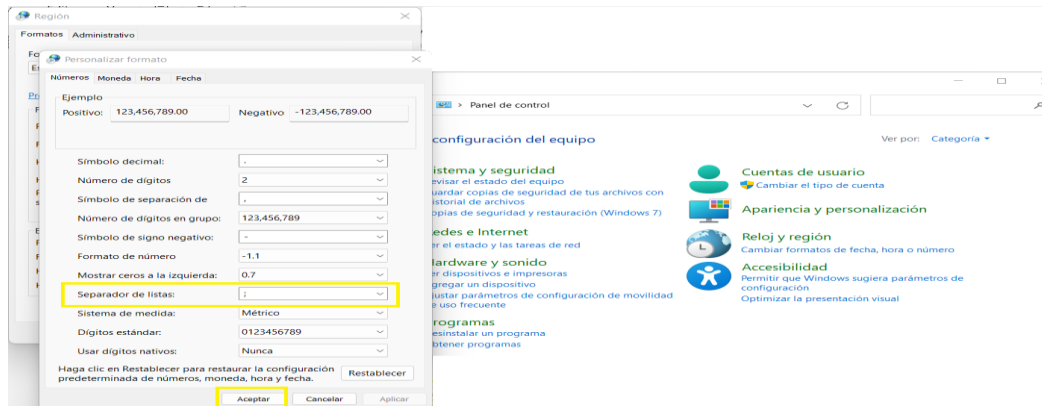 Región
Formatos Administrativo
Personalizar formato
Números Moneda Hora Fecha
Ejemplo
Positivo: 123,456,789.00 Negativo -123,456,789.00
Símbolo decimal: .
Número de dígitos 2
Símbolo de separación de ,
Número de dígitos en grupo: 123,456,789
Símbolo de signo negativo: -
Formato de número -1.1
Mostrar ceros a la izquierda: 0.7
Separador de listas: ;
Sistema de medida: Métrico
Dígitos estándar: 0123456789
Usar dígitos nativos: Nunca
Haga clic en Restablecer para restaurar la configuración
predeterminada de números, moneda, hora y fecha.
Restablecer
Aceptar Cancelar Aplicar
> Panel de control
configuración del equipo
Ver por: Categoría
istema y seguridad
evisar el estado del equipo
uardar copias de seguridad de tus archivos con
istorial de archivos
opias de seguridad y restauración (Windows 7)
edes e Internet
er el estado y las tareas de red
ardware y sonido
er dispositivos e impresoras
gregar un dispositivo
justar parámetros de configuración de movilidad
e uso frecuente
rogramas
esinstalar un programa
btener programas
Cuentas de usuario
Cambiar el tipo de cuenta
Apariencia y personalización
Reloj y región
Cambiar formatos de fecha, hora o número
Accesibilidad
Permitir que Windows sugiera parámetros de
configuración
Optimizar la presentación visual